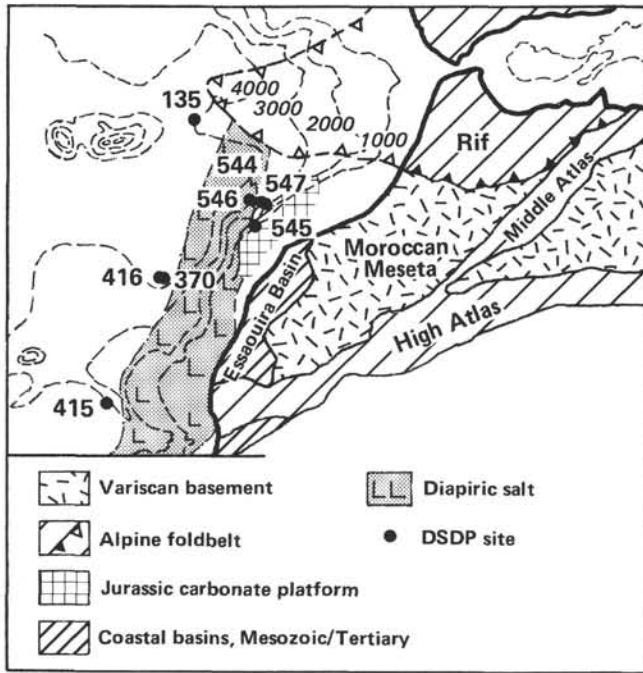 4000
3000
2000
1000
135
Rif
544
547
546
545
Middle Atlas
Moroccan
Meseta
416
370
Essaouira Basin
High Atlas
415
Variscan basement
Diapiric salt
Alpine foldbelt
DSDP site
Jurassic carbonate platform
Coastal basins, Mesozoic/Tertiary